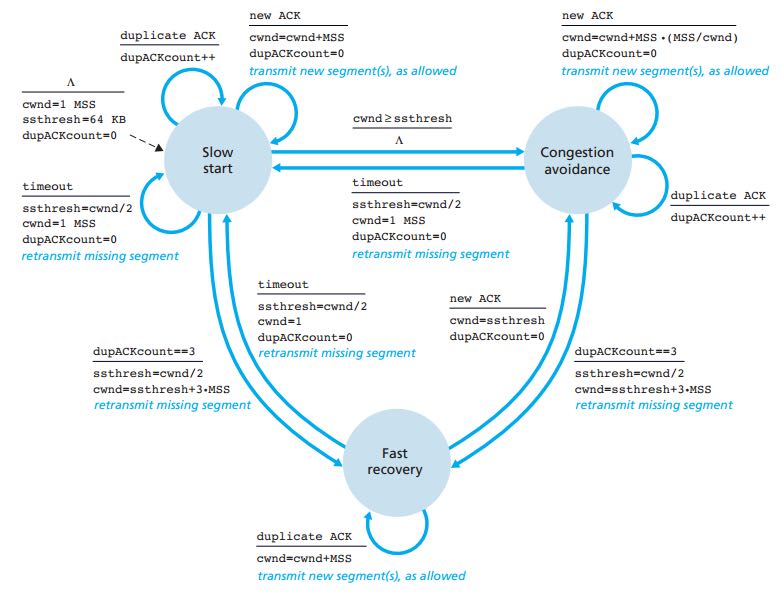 new ACK
cwnd=cwnd+MSS
dupACKcount=0
transmit new segment(s), as allowed
new ACK
cwnd=cwnd+MSS •(MSS/cwnd)
dupACKcount=0
transmit new segment(s), as allowed
duplicate ACK
dupACKcount++
Λ
cwnd=1 MSS
ssthresh=64 KB
dupACKcount=0
Slow
start
cwnd≥ssthresh
Λ
Congestion
avoidance
timeout
ssthresh=cwnd/2
cwnd=1 MSS
dupACKcount=0
retransmit missing segment
timeout
ssthresh=cwnd/2
cwnd=1 MSS
dupACKcount=0
retransmit missing segment
duplicate ACK
dupACKcount++
timeout
ssthresh=cwnd/2
cwnd=1
dupACKcount=0
retransmit missing segment
new ACK
cwnd=ssthresh
dupACKcount=0
dupACKcount==3
ssthresh=cwnd/2
cwnd=ssthresh+3•MSS
retransmit missing segment
dupACKcount==3
ssthresh=cwnd/2
cwnd=ssthresh+3•MSS
retransmit missing segment
Fast
recovery
duplicate ACK
cwnd=cwnd+MSS
transmit new segment(s), as allowed